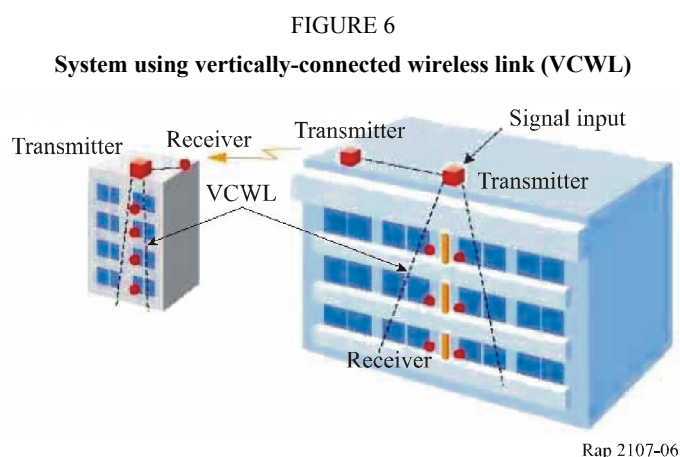 FIGURE 6
System using vertically-connected wireless link (VCWL)
Signal input
Transmitter
Transmitter
Receiver
Transmitter
VCWL
Receiver
Rap 2107-06